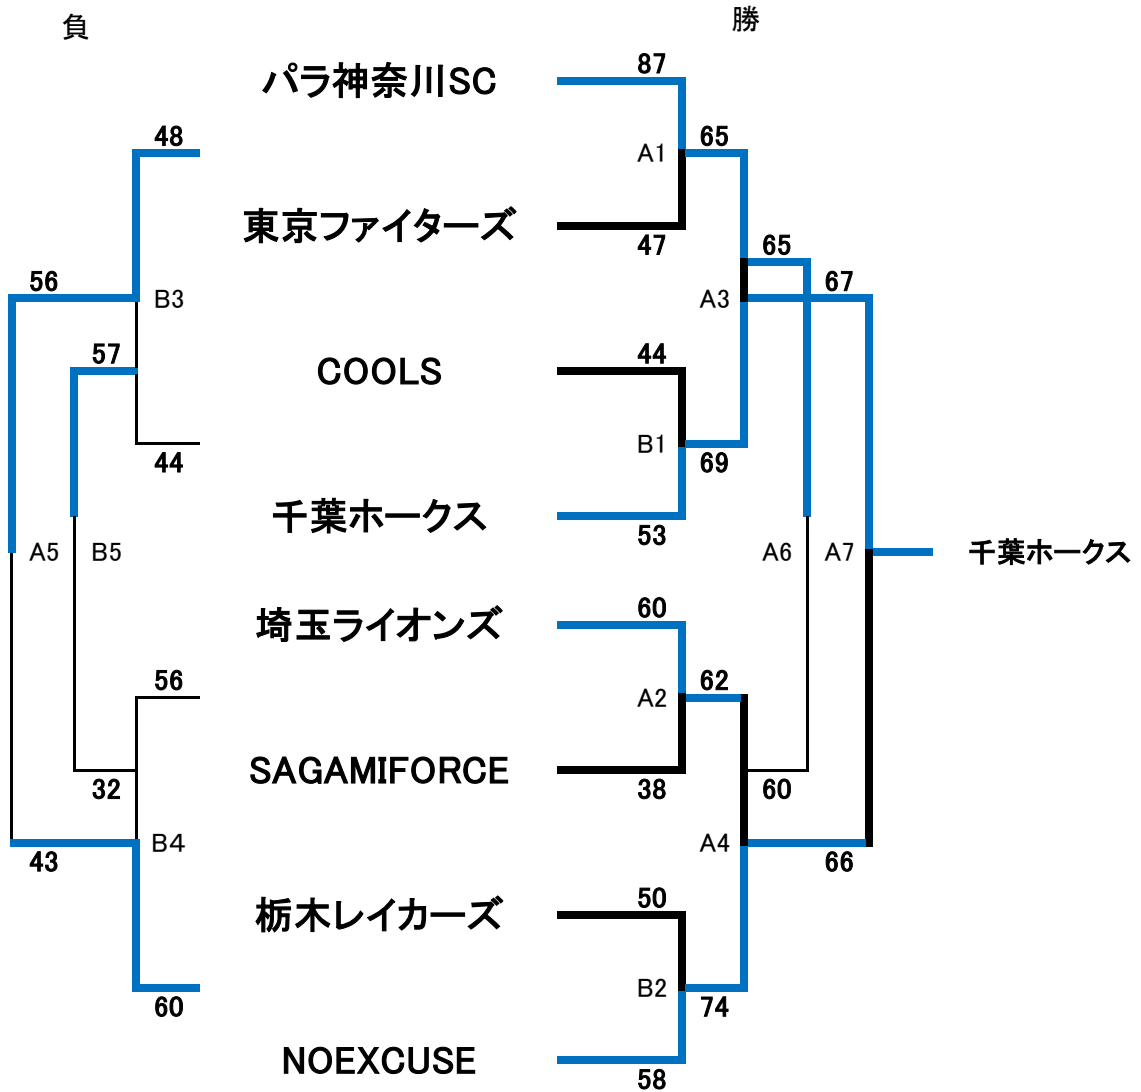 負
勝
パラ神奈川SC
87
48
A1
65
東京ファイターズ
47
65
56
B3
A3
67
57
COOLS
44
B1
44
69
千葉ホークス
53
A5
B5
A6
A7
千葉ホークス
埼玉ライオンズ
60
56
A2
62
SAGAMIFORCE
32
38
60
B4
A4
43
66
栃木レイカーズ
50
B2
60
74
NOEXCUSE
58